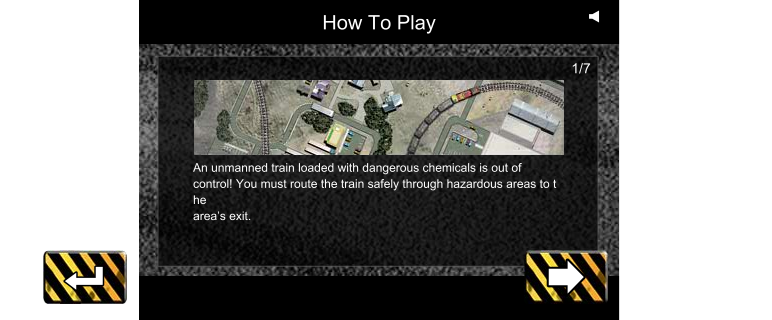 How To Play
1/7
An unmanned train loaded with dangerous chemicals is out of
control! You must route the train safely through hazardous areas to t
he
area's exit.